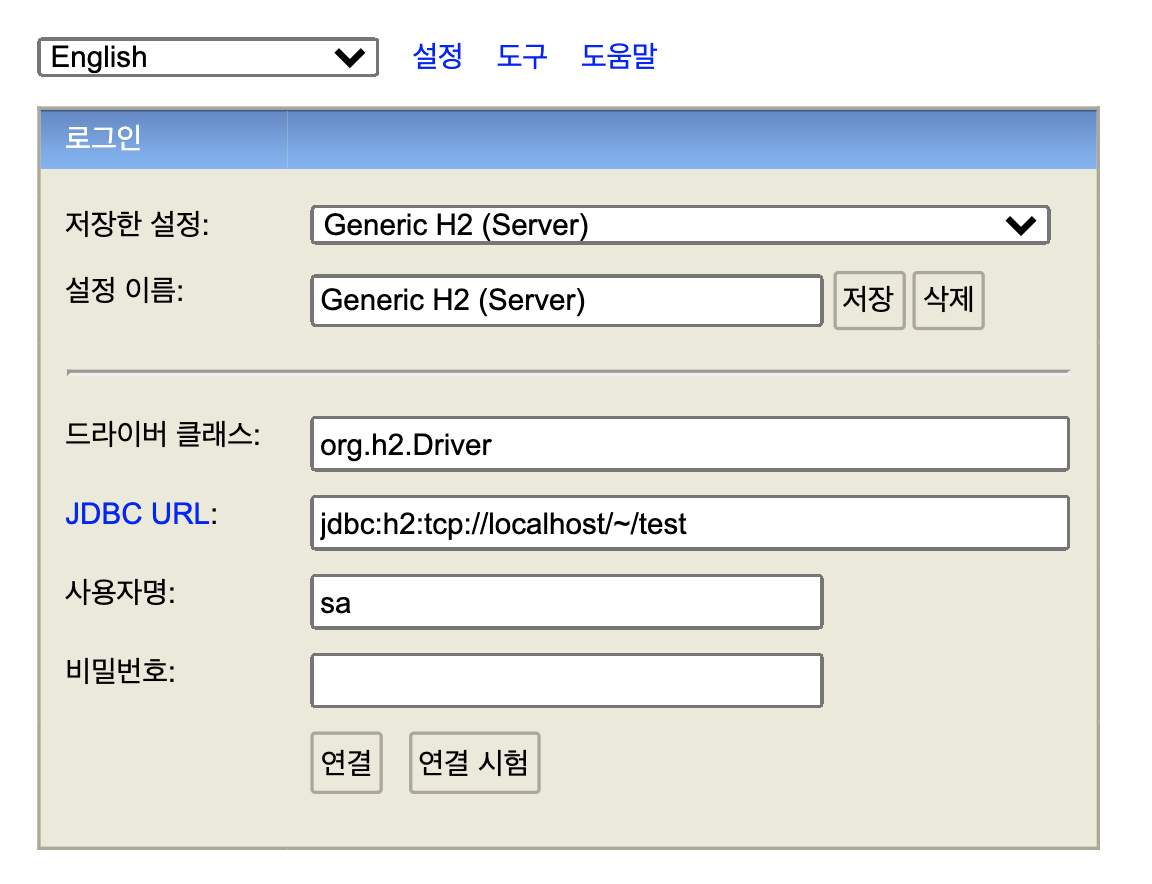 English 설정 도구 도움말
로그인
저장한 설정: Generic H2 (Server)
설정 이름: Generic H2 (Server) 저장 삭제
드라이버 클래스: org.h2.Driver
JDBC URL: jdbc:h2:tcp://localhost/~/test
사용자명: sa
비밀번호:
연결 연결 시험